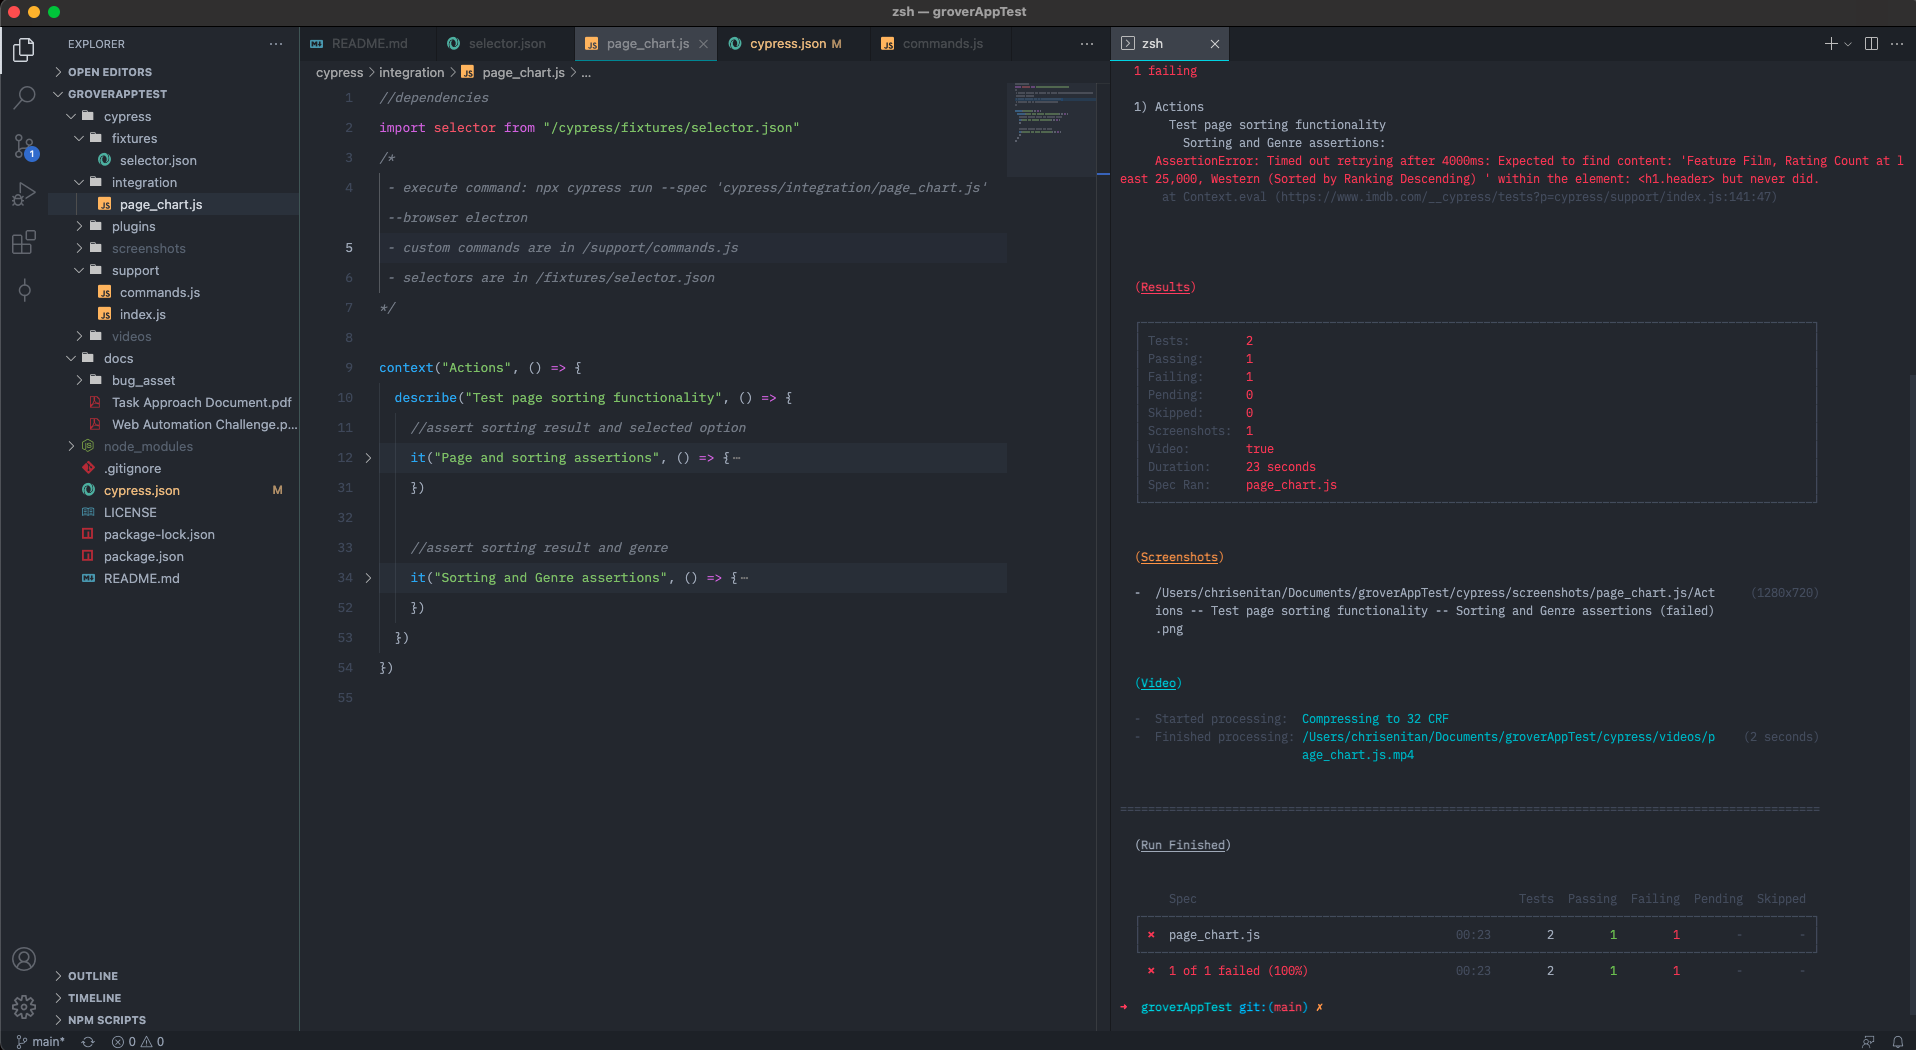 zsh — groverAppTest
EXPLORER
OPEN EDITORS
GROVERAPPTEST
cypress
fixtures
selector.json
integration
page_chart.js
plugins
screenshots
support
commands.js
index.js
videos
docs
bug_asset
Task Approach Document.pdf
Web Automation Challenge.p...
node_modules
.gitignore
cypress.json M
LICENSE
package-lock.json
package.json
README.md
OUTLINE
TIMELINE
NPM SCRIPTS
1
main* 0 0
README.md selector.json page_chart.js cypress.json M commands.js
cypress > integration > page_chart.js > ...
1 //dependencies
2 import selector from "/cypress/fixtures/selector.json"
3 /*
4 - execute command: npx cypress run --spec 'cypress/integration/page_chart.js'
--browser electron
5 - custom commands are in /support/commands.js
6 - selectors are in /fixtures/selector.json
7 */
8
9 context("Actions", () => {
10 describe("Test page sorting functionality", () => {
11 //assert sorting result and selected option
12 it("Page and sorting assertions", () => {⋯
31 })
32
33 //assert sorting result and genre
34 it("Sorting and Genre assertions", () => {⋯
52 })
53 })
54 })
55
zsh
1 failing
1) Actions
Test page sorting functionality
Sorting and Genre assertions:
AssertionError: Timed out retrying after 4000ms: Expected to find content: 'Feature Film, Rating Count at l
east 25,000, Western (Sorted by Ranking Descending) ' within the element: <h1.header> but never did.
at Context.eval (https://www.imdb.com/__cypress/tests?p=cypress/support/index.js:141:47)
(Results)
Tests: 2
Passing: 1
Failing: 1
Pending: 0
Skipped: 0
Screenshots: 1
Video: true
Duration: 23 seconds
Spec Ran: page_chart.js
(Screenshots)
- /Users/chrisenitan/Documents/groverAppTest/cypress/screenshots/page_chart.js/Act (1280x720)
ions -- Test page sorting functionality -- Sorting and Genre assertions (failed)
.png
(Video)
- Started processing: Compressing to 32 CRF
- Finished processing: /Users/chrisenitan/Documents/groverAppTest/cypress/videos/p (2 seconds)
age_chart.js.mp4
(Run Finished)
Spec Tests Passing Failing Pending Skipped
✖ page_chart.js 00:23 2 1 1 - -
✖ 1 of 1 failed (100%) 00:23 2 1 1 - -
➜ groverAppTest git:(main) ✗